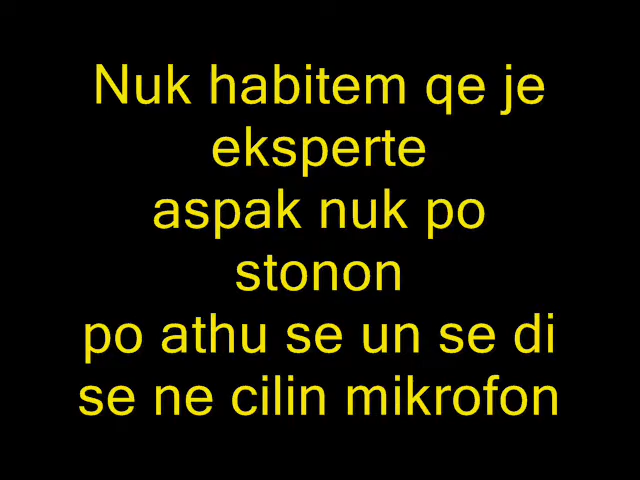 Nuk habitem qe je
eksperte
aspak nuk po
stonon
po athu se un se di
se ne cilin mikrofon